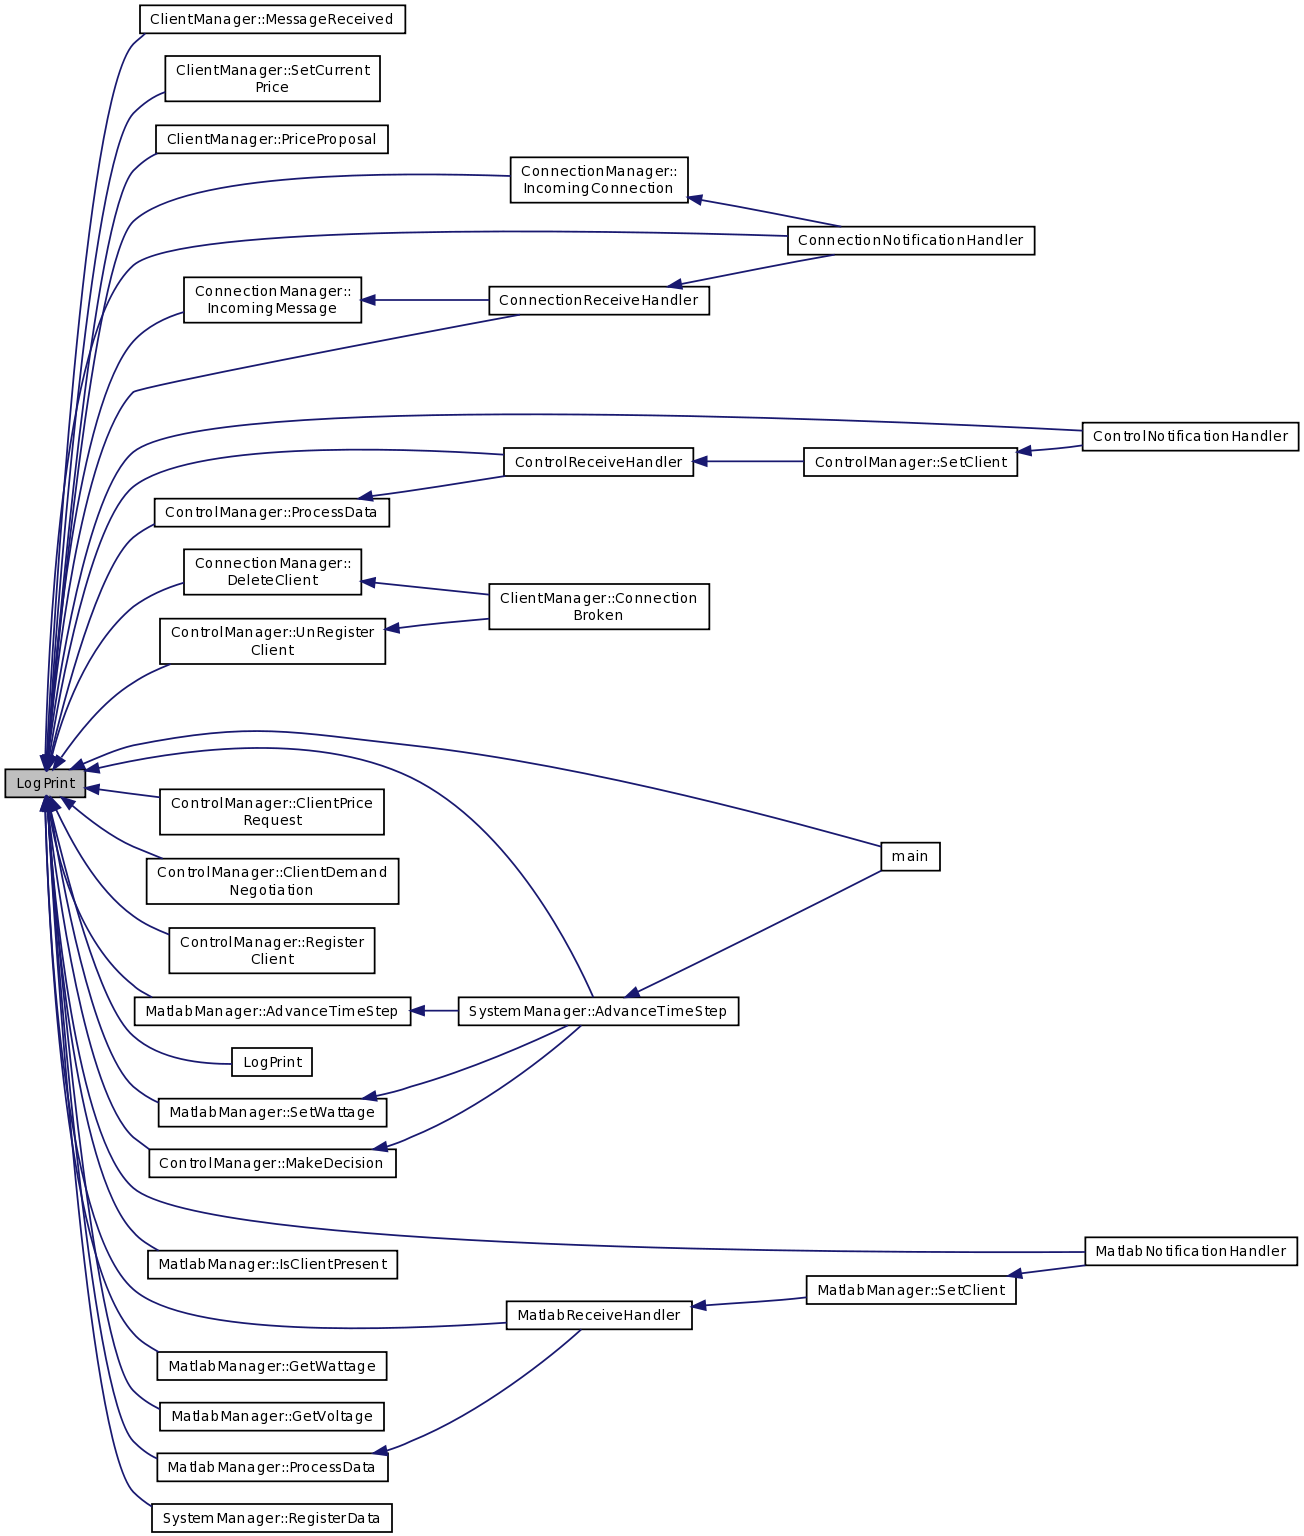 ClientManager::MessageReceived
ClientManager::SetCurrent
Price
ClientManager::PriceProposal
ConnectionManager::
IncomingConnection
ConnectionNotificationHandler
ConnectionManager::
IncomingMessage
ConnectionReceiveHandler
ControlNotificationHandler
ControlReceiveHandler
ControlManager::SetClient
ControlManager::ProcessData
ConnectionManager::
DeleteClient
ClientManager::Connection
Broken
ControlManager::UnRegister
Client
LogPrint
ControlManager::ClientPrice
Request
main
ControlManager::ClientDemand
Negotiation
ControlManager::Register
Client
MatlabManager::AdvanceTimeStep
SystemManager::AdvanceTimeStep
LogPrint
MatlabManager::SetWattage
ControlManager::MakeDecision
MatlabManager::IsClientPresent
MatlabNotificationHandler
MatlabManager::SetClient
MatlabReceiveHandler
MatlabManager::GetWattage
MatlabManager::GetVoltage
MatlabManager::ProcessData
SystemManager::RegisterData